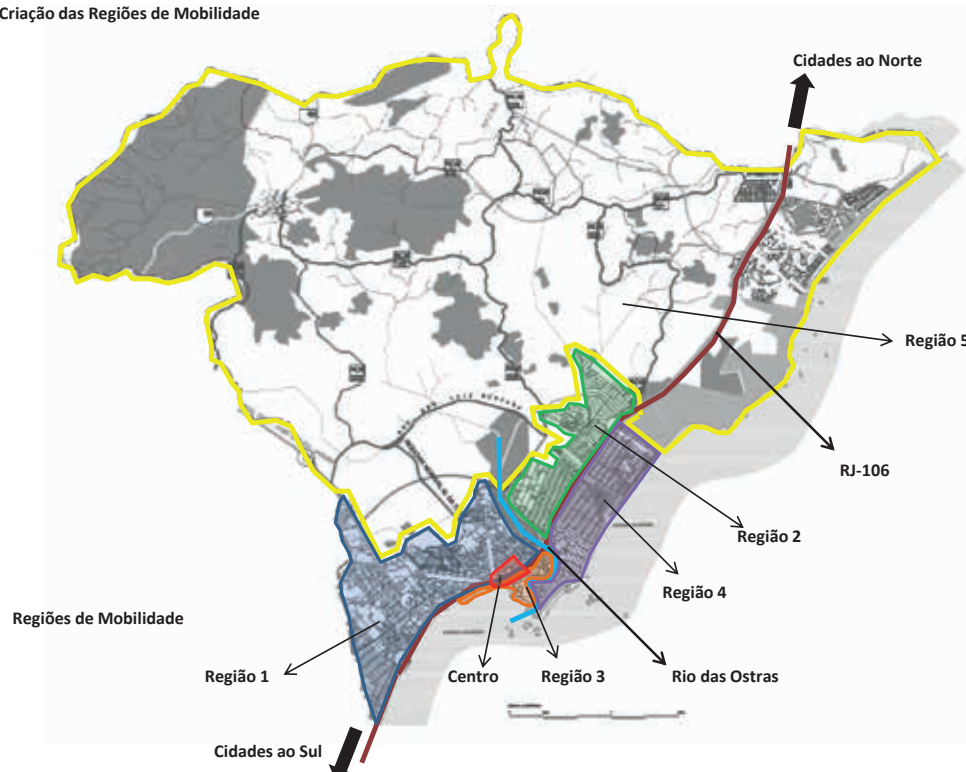 Criação das Regiões de Mobilidade
Cidades ao Norte
Região 5
RJ-106
Região 2
Região 4
Regiões de Mobilidade
Região 1
Centro
Região 3
Rio das Ostras
Cidades ao Sul